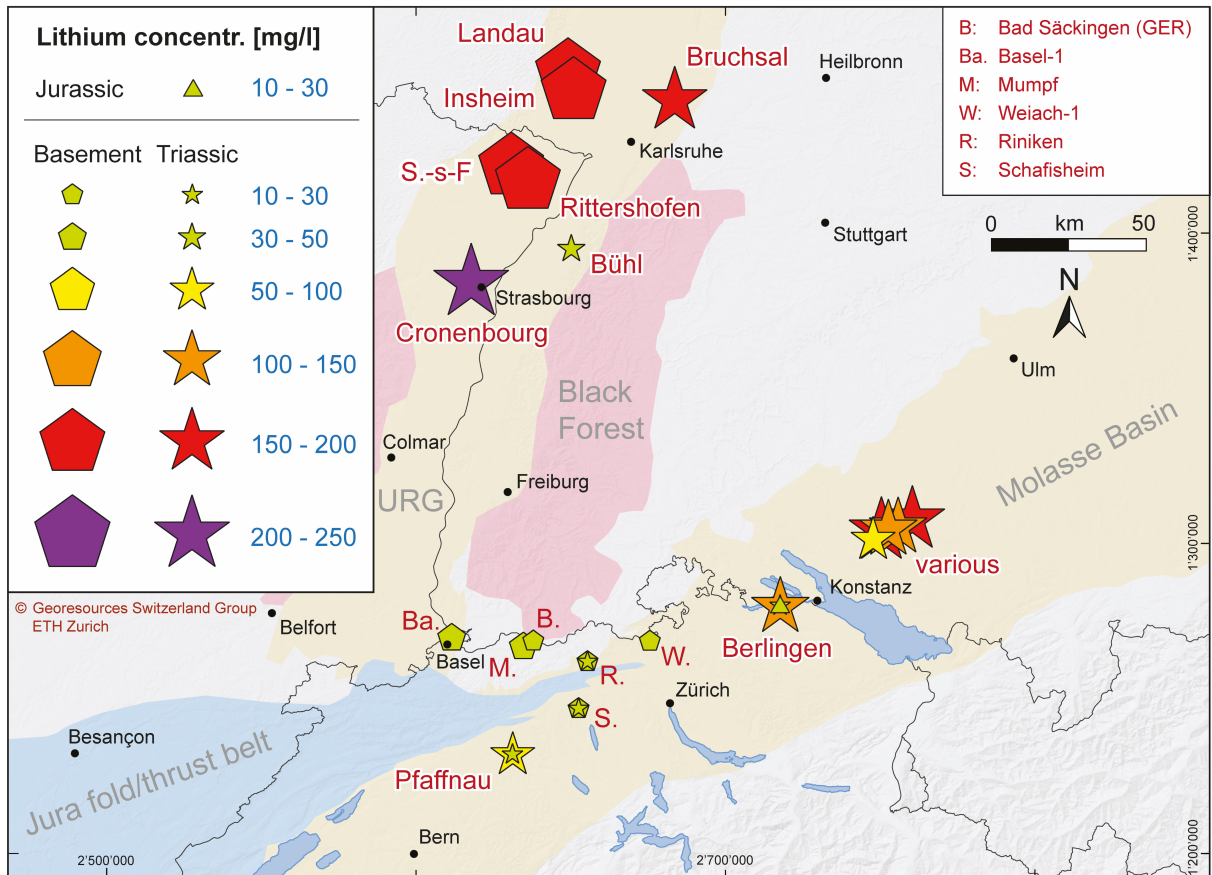 Lithium concentr. [mg/l]
Jurassic 10 - 30
Basement Triassic
10 - 30
30 - 50
50 - 100
100 - 150
150 - 200
200 - 250
© Georesources Switzerland Group
ETH Zurich
B: Bad Säckingen (GER)
Ba. Basel-1
M: Mumpf
W: Weiach-1
R: Riniken
S: Schafisheim
0 km 50
N
Landau
Bruchsal
Heilbronn
Insheim
Karlsruhe
S.-s-F
Rittershofen
Stuttgart
Bühl
Strasbourg
Cronenbourg
Ulm
Black
Forest
Colmar
Molasse Basin
URG
Freiburg
various
Konstanz
Belfort
Ba.
B.
Basel
M.
W.
Berlingen
R.
Zürich
S.
Besançon
Jura fold/thrust belt
Pfaffnau
Bern
2'500'000
2'700'000
1'400'000
1'300'000
1'200'000